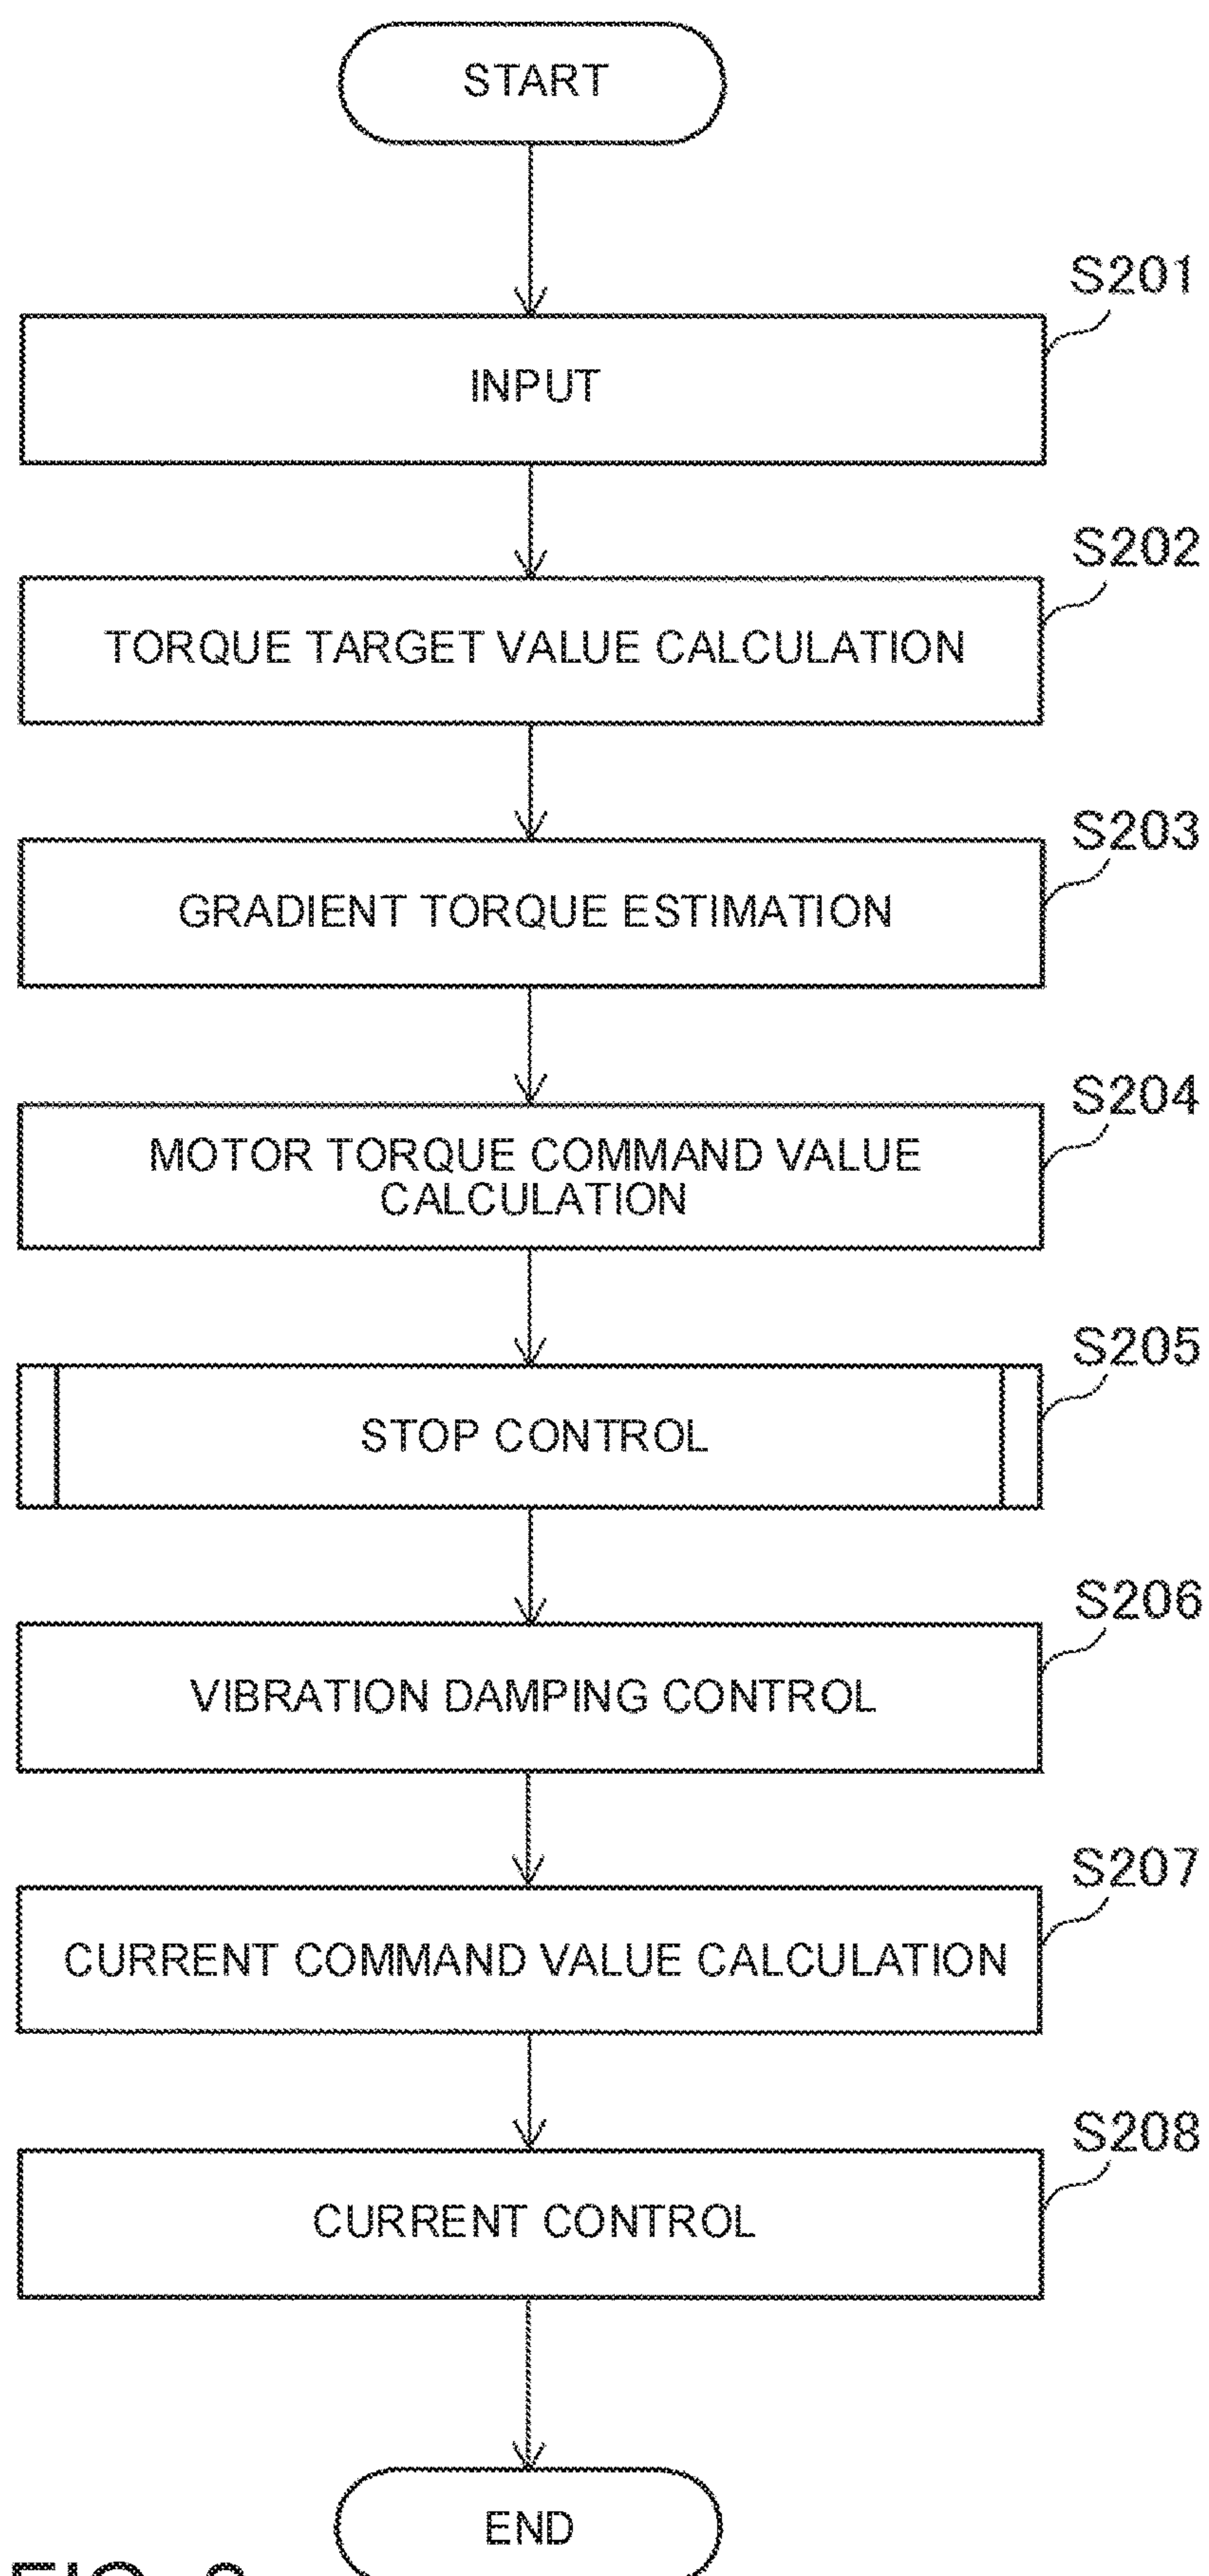 START
S201
INPUT
S202
TORQUE TARGET VALUE CALCULATION
S203
GRADIENT TORQUE ESTIMATION
S204
MOTOR TORQUE COMMAND VALUE
CALCULATION
S205
STOP CONTROL
S206
VIBRATION DAMPING CONTROL
S207
CURRENT COMMAND VALUE CALCULATION
S208
CURRENT CONTROL
END
FIG.